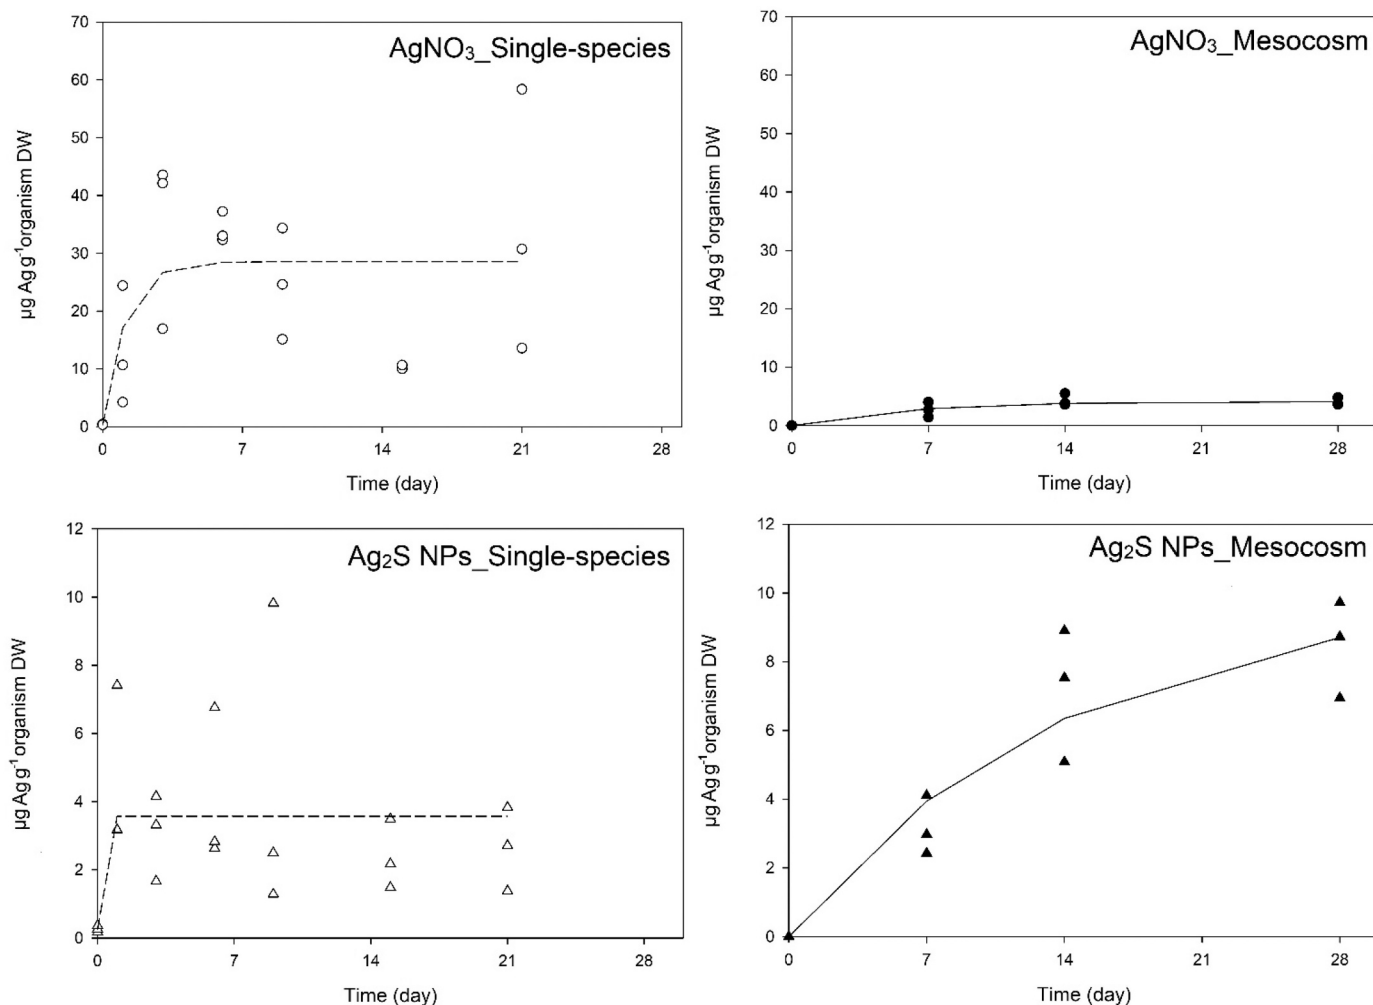 AgNO₃_Single-species
70
60
50
40
30
20
10
0
µg Ag g⁻¹organism DW
0 7 14 21 28
Time (day)
AgNO₃_Mesocosm
70
60
50
40
30
20
10
0
µg Ag g⁻¹organism DW
0 7 14 21 28
Time (day)
Ag₂S NPs_Single-species
12
10
8
6
4
2
0
µg Ag g⁻¹organism DW
0 7 14 21 28
Time (day)
Ag₂S NPs_Mesocosm
12
10
8
6
4
2
0
µg Ag g⁻¹organism DW
0 7 14 21 28
Time (day)